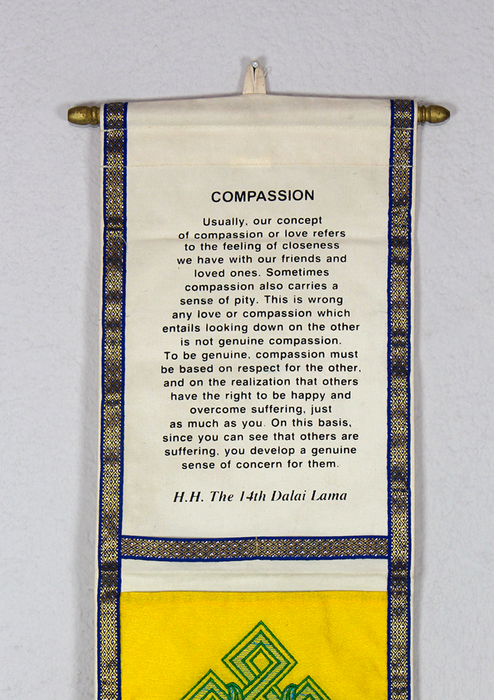 COMPASSION
Usually, our concept
of compassion or love refers
to the feeling of closeness
we have with our friends and
loved ones. Sometimes
compassion also carries a
sense of pity. This is wrong
any love or compassion which
entails looking down on the other
is not genuine compassion.
To be genuine, compassion must
be based on respect for the other,
and on the realization that others
have the right to be happy and
overcome suffering, just
as much as you. On this basis,
since you can see that others are
suffering, you develop a genuine
sense of concern for them.
H.H. The 14th Dalai Lama